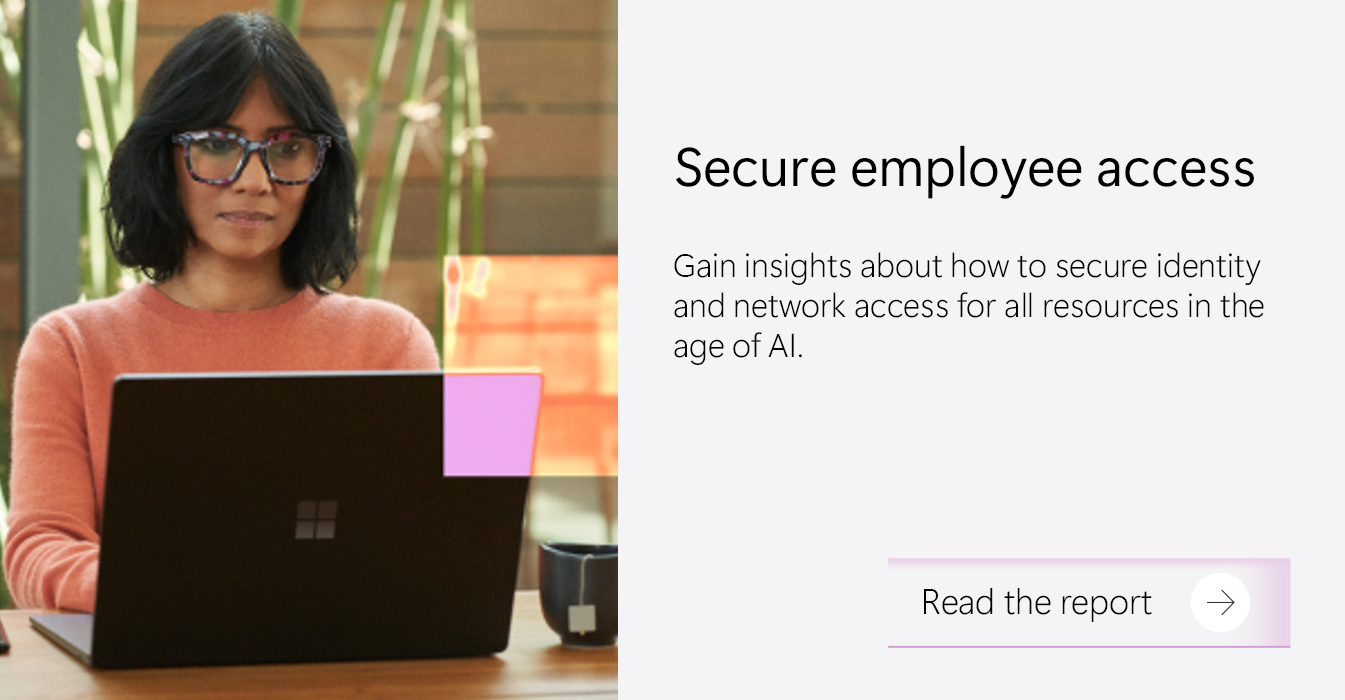 Secure employee access
Gain insights about how to secure identity
and network access for all resources in the
age of AI.
Read the report